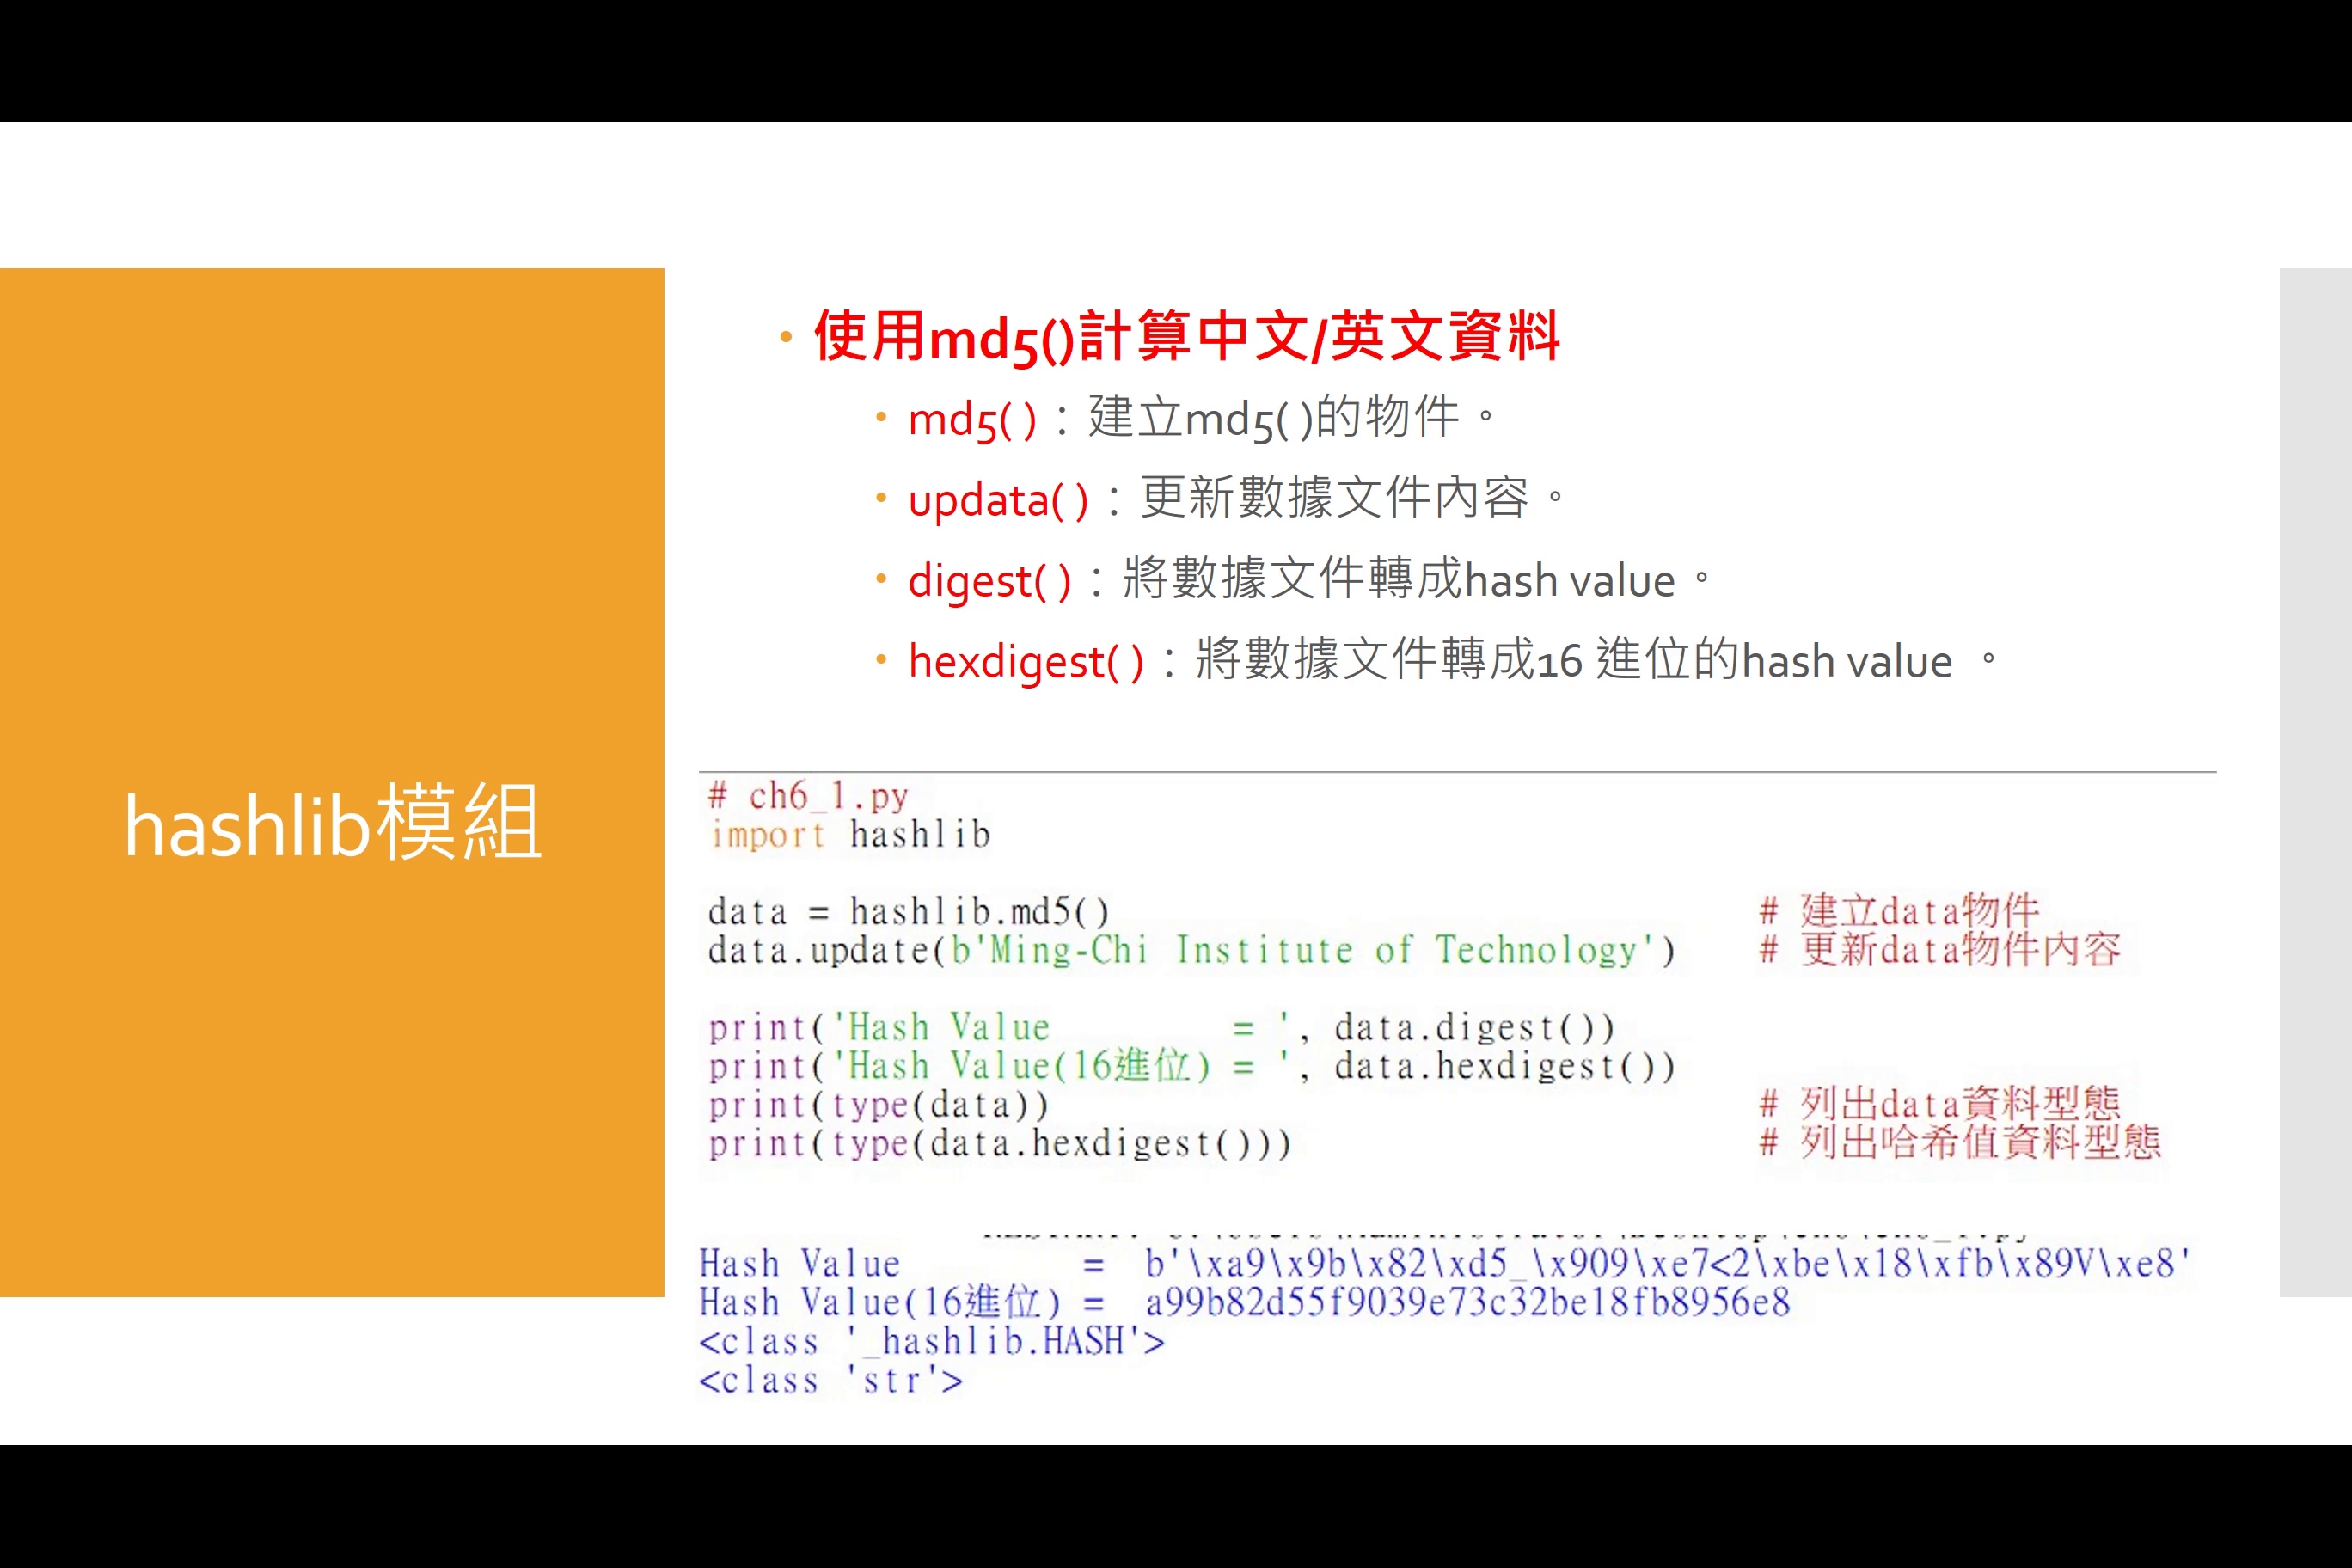 hashlib模組
使用md5()計算中文/英文資料
md5( )：建立md5( )的物件。
updata( )：更新數據文件內容。
digest( )：將數據文件轉成hash value。
hexdigest( )：將數據文件轉成16 進位的hash value 。
# ch6_1.py
import hashlib
data = hashlib.md5() # 建立data物件
data.update(b'Ming-Chi Institute of Technology') # 更新data物件內容
print('Hash Value         = ', data.digest())
print('Hash Value(16進位) = ', data.hexdigest())
print(type(data)) # 列出data資料型態
print(type(data.hexdigest())) # 列出哈希值資料型態
Hash Value         =  b'\xa9\x9b\x82\xd5_\x909\xe7<2\xbe\x18\xfb\x89V\xe8'
Hash Value(16進位) =  a99b82d55f9039e73c32be18fb8956e8
<class '_hashlib.HASH'>
<class 'str'>